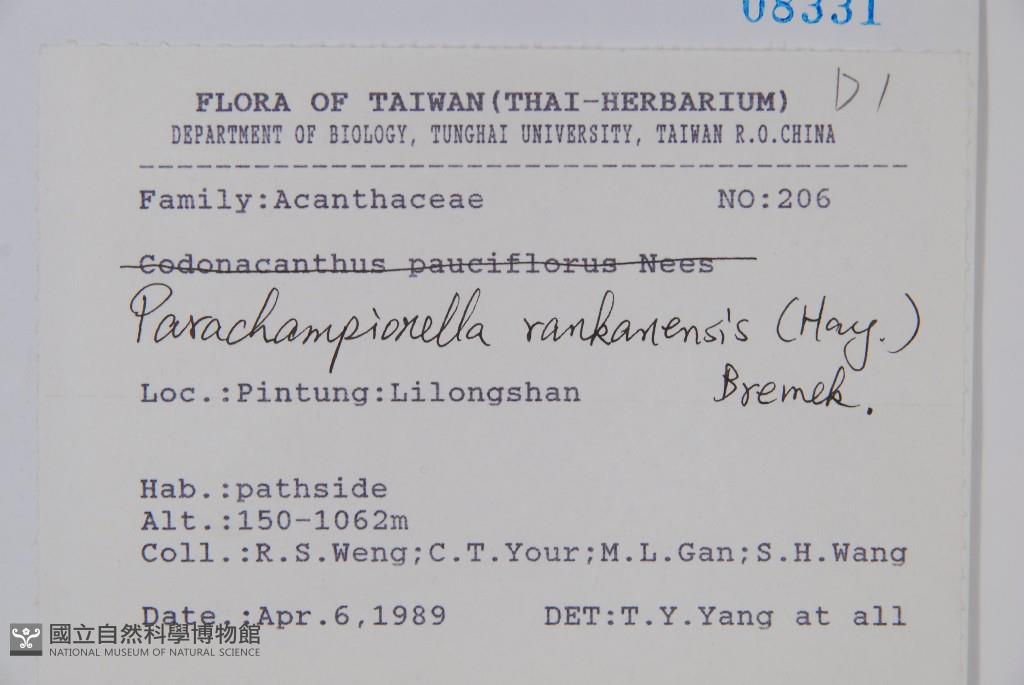 08331
D1
FLORA OF TAIWAN(THAI-HERBARIUM)
DEPARTMENT OF BIOLOGY, TUNGHAI UNIVERSITY, TAIWAN R.O.CHINA
Family:Acanthaceae NO:206
Codonacanthus pauciflorus Nees
Parachampionella rankanensis (Hay.)
Bremek.
Loc.:Pintung:Lilongshan
Hab.:pathside
Alt.:150-1062m
Coll.:R.S.Weng;C.T.Your;M.L.Gan;S.H.Wang
Date.:Apr.6,1989 DET:T.Y.Yang at all
國立自然科學博物館
NATIONAL MUSEUM OF NATURAL SCIENCE